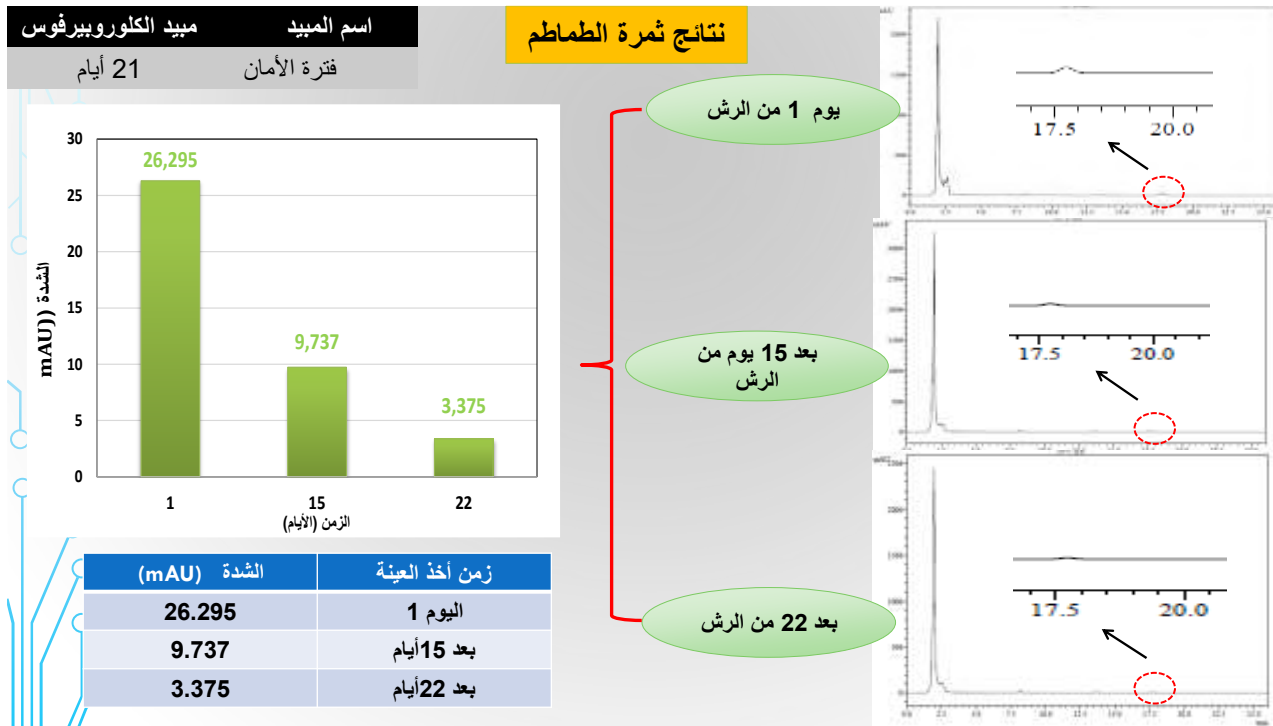 نتائج ثمرة الطماطم
اسم المبيد	مبيد الكلوروبيرفوس
فترة الأمان	21 أيام
30
25
20
15
10
5
0
الشدة ((mAU
26,295
9,737
3,375
1	15	22
الزمن (الأيام)
زمن أخذ العينة	الشدة (mAU)
اليوم 1	26.295
بعد 15أيام	9.737
بعد 22أيام	3.375
يوم 1 من الرش
بعد 15 يوم من
الرش
بعد 22 من الرش
17.5	20.0
17.5	20.0
17.5	20.0